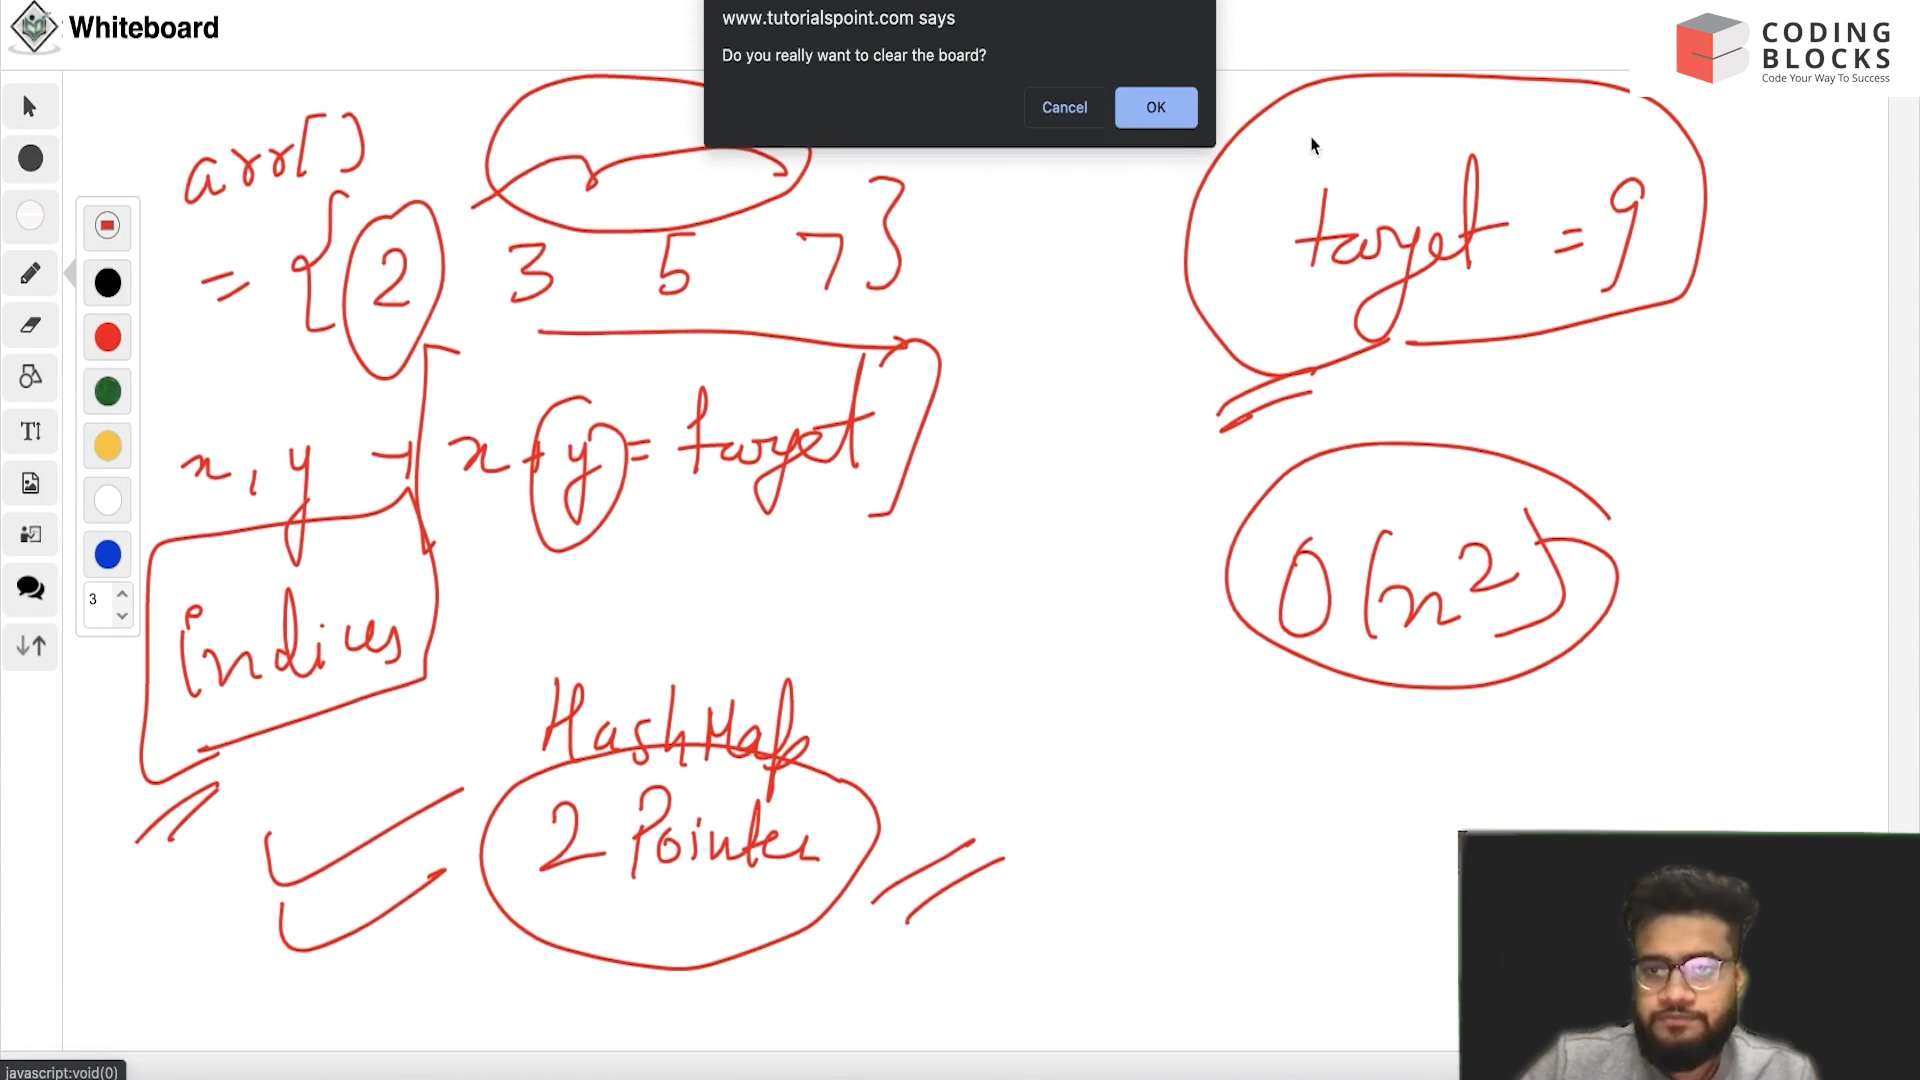 Whiteboard
www.tutorialspoint.com says
Do you really want to clear the board?
Cancel OK
CODING
BLOCKS
Code Your Way To Success
arr[]
= { 2 3 5 7 }
target = 9
x, y → [ x + y = target ]
indices
O(n²)
HashMap
2 Pointer
T
3
javascript:void(0)